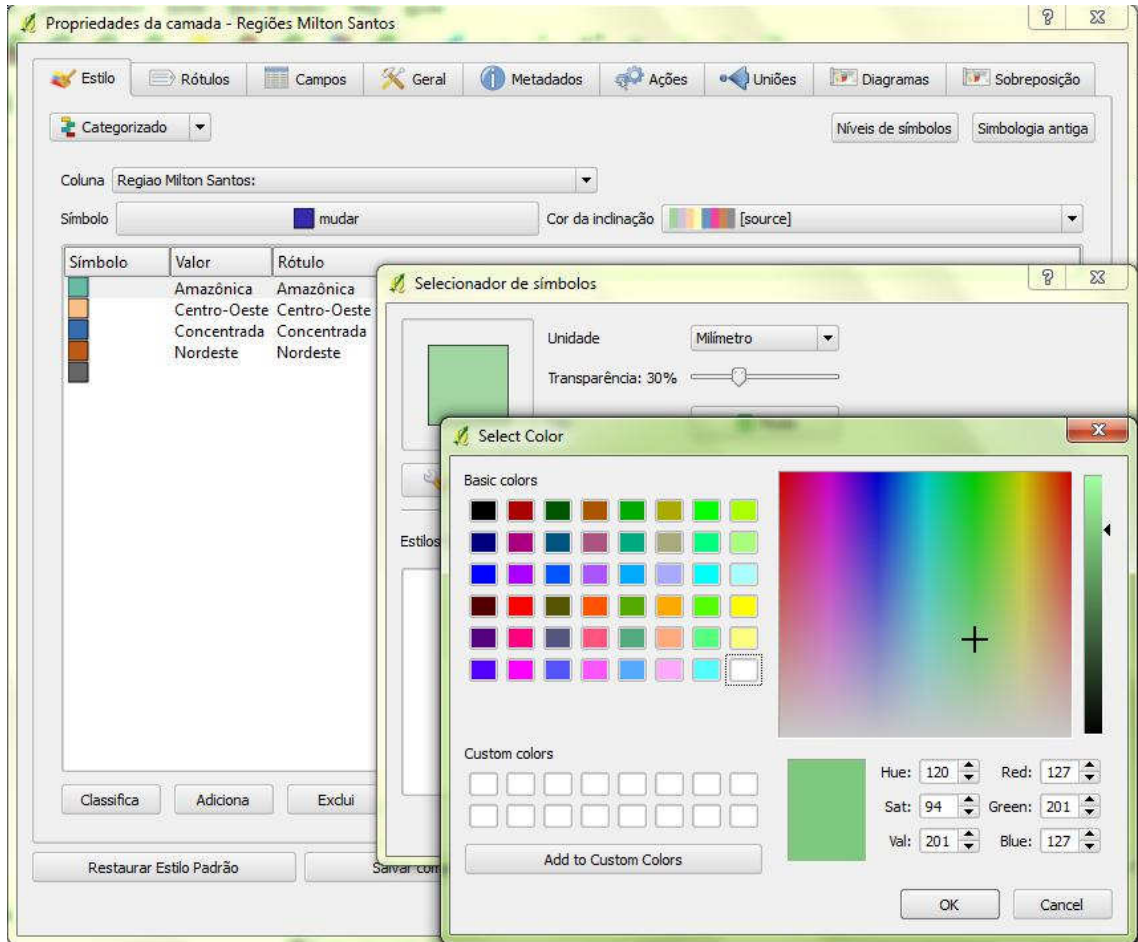 Propriedades da camada - Regiões Milton Santos
Estilo Rótulos Campos Geral Metadados Ações Uniões Diagramas Sobreposição
Categorizado Níveis de símbolos Simbologia antiga
Coluna Regiao Milton Santos:
Símbolo mudar Cor da inclinação [source]
Símbolo Valor Rótulo
Amazônica Amazônica
Centro-Oeste Centro-Oeste
Concentrada Concentrada
Nordeste Nordeste
Classifica Adiciona Exclui
Restaurar Estilo Padrão
Selecionador de símbolos
Unidade Milímetro
Transparência: 30%
Estilos
Select Color
Basic colors
Custom colors
Hue: 120 Red: 127
Sat: 94 Green: 201
Val: 201 Blue: 127
Add to Custom Colors
OK Cancel